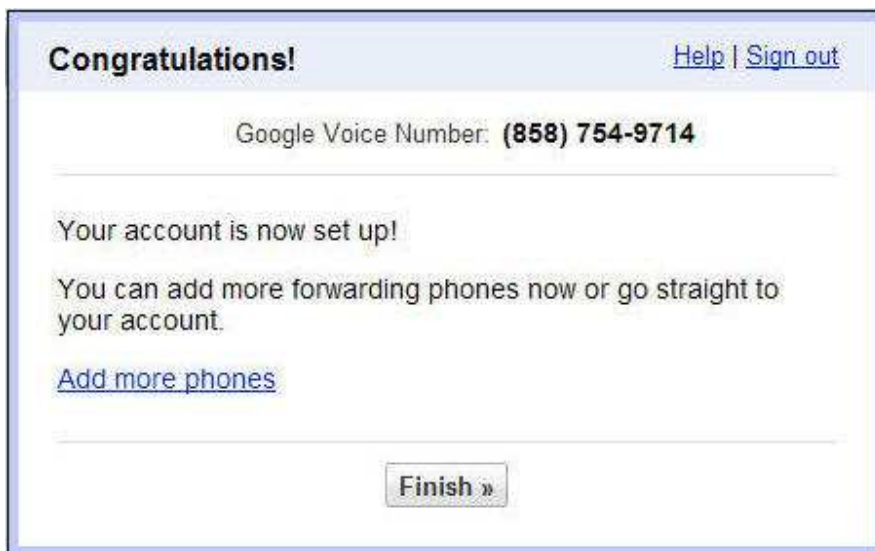 Congratulations! Help | Sign out
Google Voice Number: (858) 754-9714
Your account is now set up!
You can add more forwarding phones now or go straight to
your account.
Add more phones
Finish »